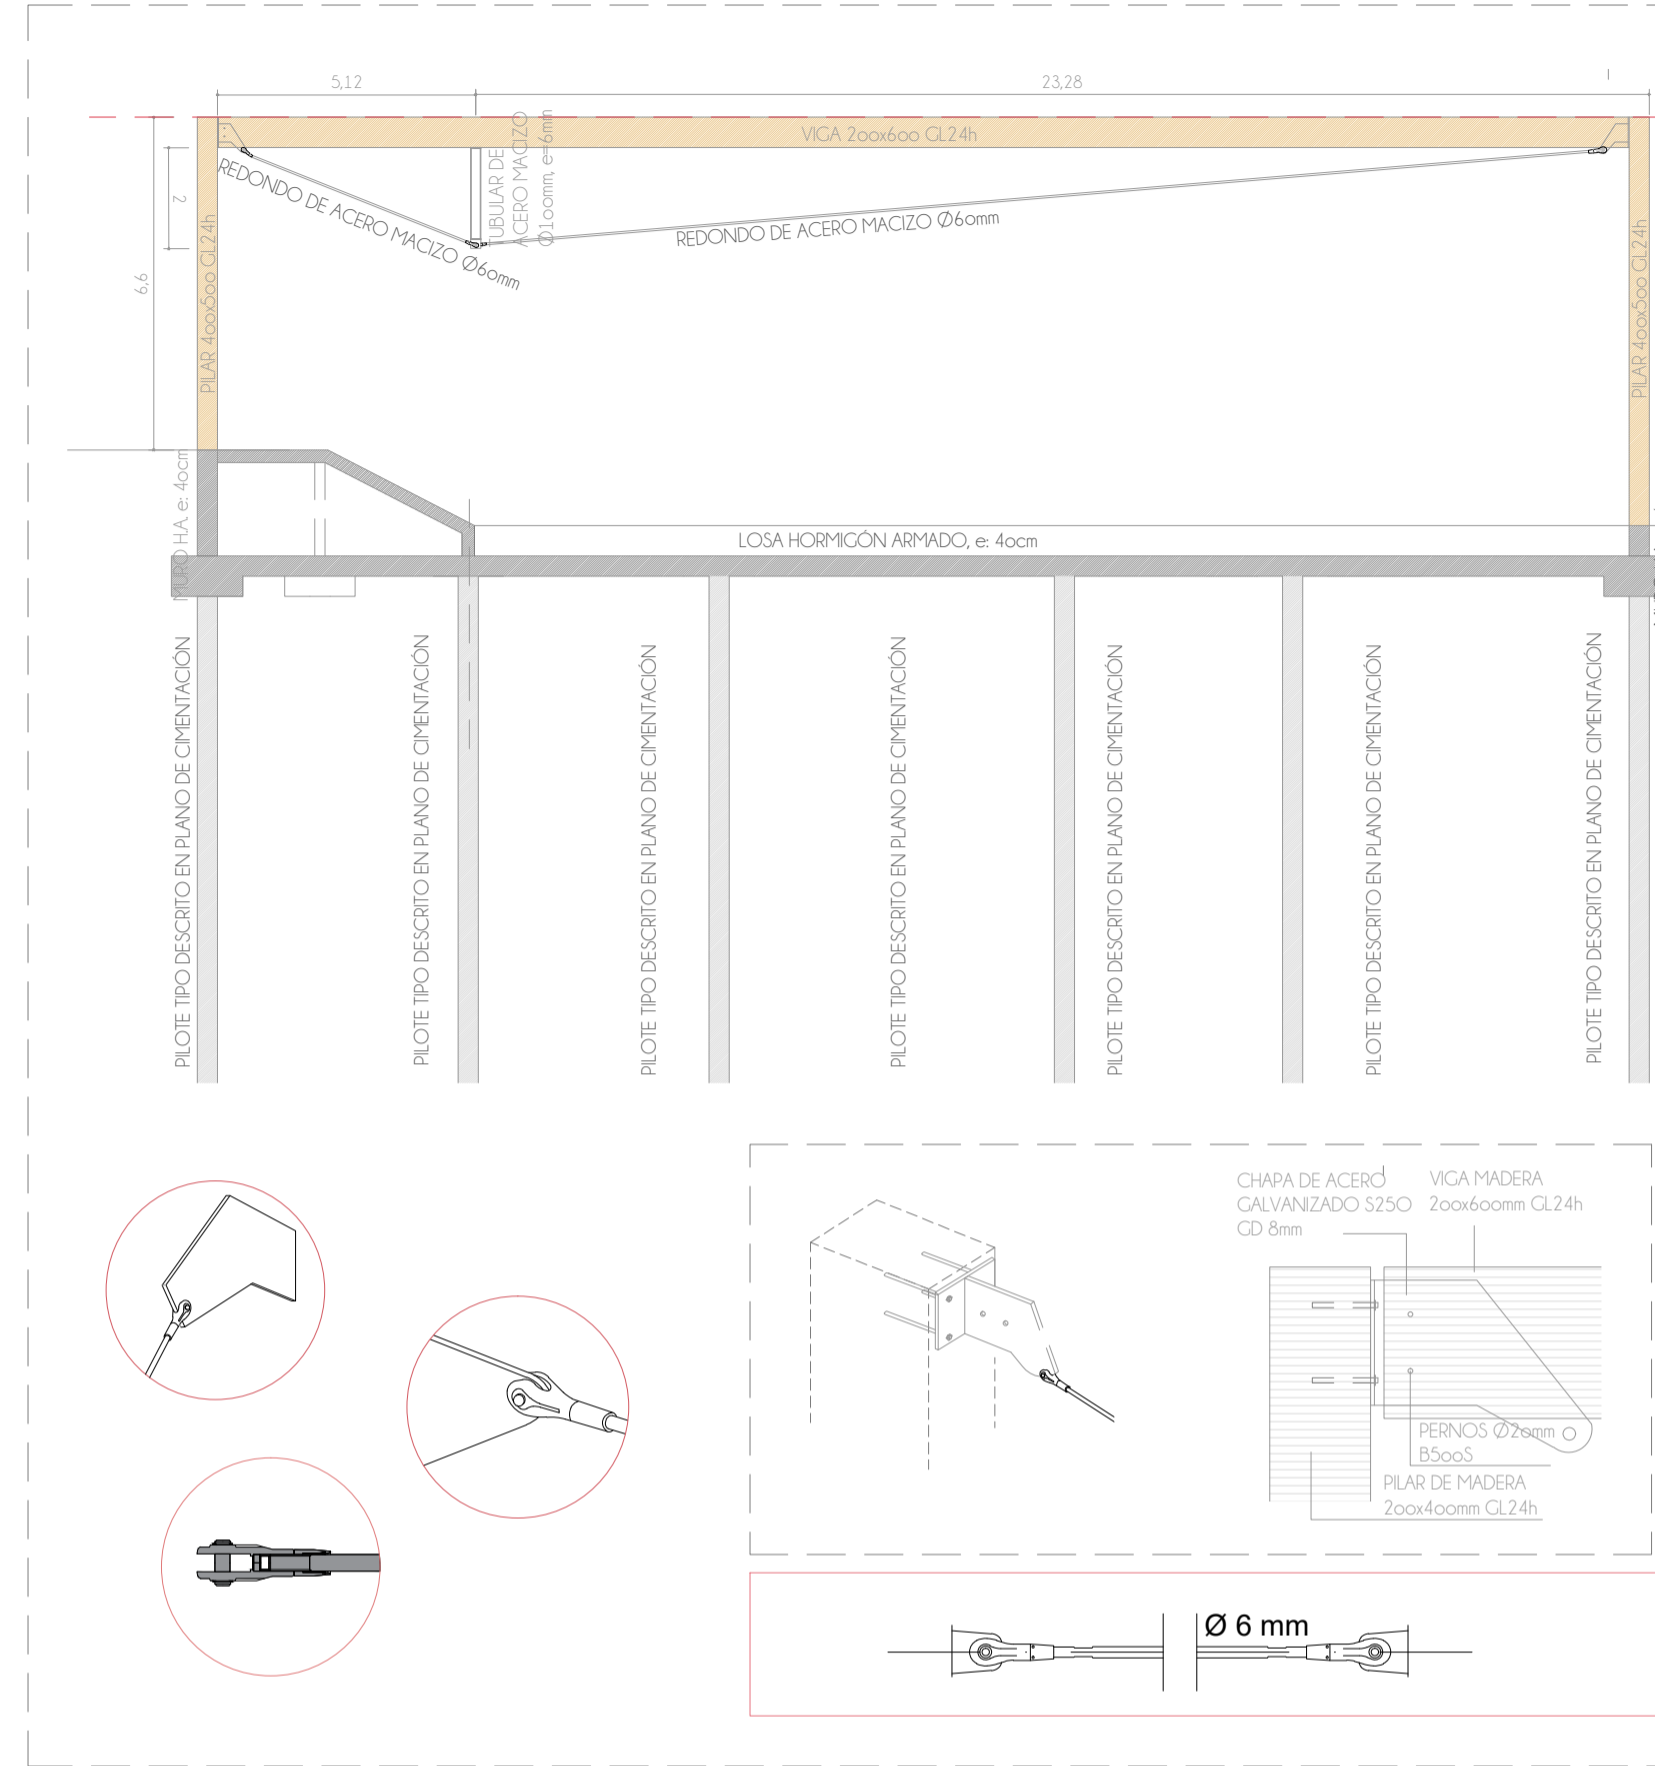 5,12
23,28
VIGA 200x600 GL24h
TUBULAR DE
ACERO MACIZO
Ø100mm, e=6mm
REDONDO DE ACERO MACIZO Ø60mm
REDONDO DE ACERO MACIZO Ø60mm
2
6,6
PILAR 400x500 GL24h
PILAR 400x500 GL24h
MURO H.A. e: 40cm
LOSA HORMIGÓN ARMADO, e: 40cm
PILOTE TIPO DESCRITO EN PLANO DE CIMENTACIÓN
PILOTE TIPO DESCRITO EN PLANO DE CIMENTACIÓN
PILOTE TIPO DESCRITO EN PLANO DE CIMENTACIÓN
PILOTE TIPO DESCRITO EN PLANO DE CIMENTACIÓN
PILOTE TIPO DESCRITO EN PLANO DE CIMENTACIÓN
PILOTE TIPO DESCRITO EN PLANO DE CIMENTACIÓN
PILOTE TIPO DESCRITO EN PLANO DE CIMENTACIÓN
CHAPA DE ACERO
GALVANIZADO S250
GD 8mm
VIGA MADERA
200x600mm GL24h
PERNOS Ø20mm
B500S
PILAR DE MADERA
200x400mm GL24h
Ø 6 mm